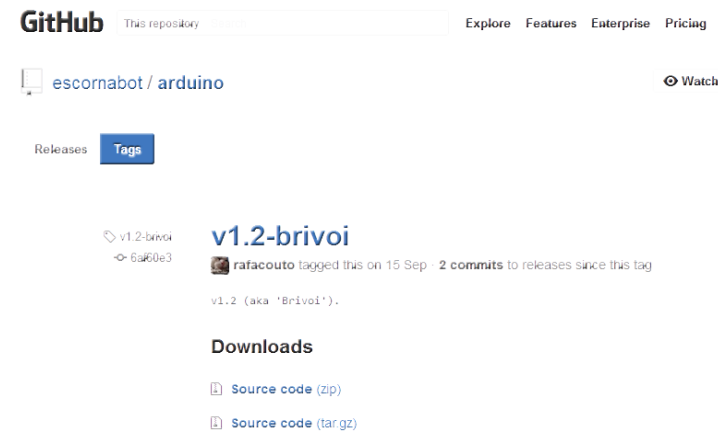 GitHub This repository Explore Features Enterprise Pricing
escornabot / arduino Watch
Releases Tags
v1.2-brivoi
6af60e3
v1.2-brivoi
rafacouto tagged this on 15 Sep · 2 commits to releases since this tag
v1.2 (aka 'Brivoi').
Downloads
Source code (zip)
Source code (tar.gz)